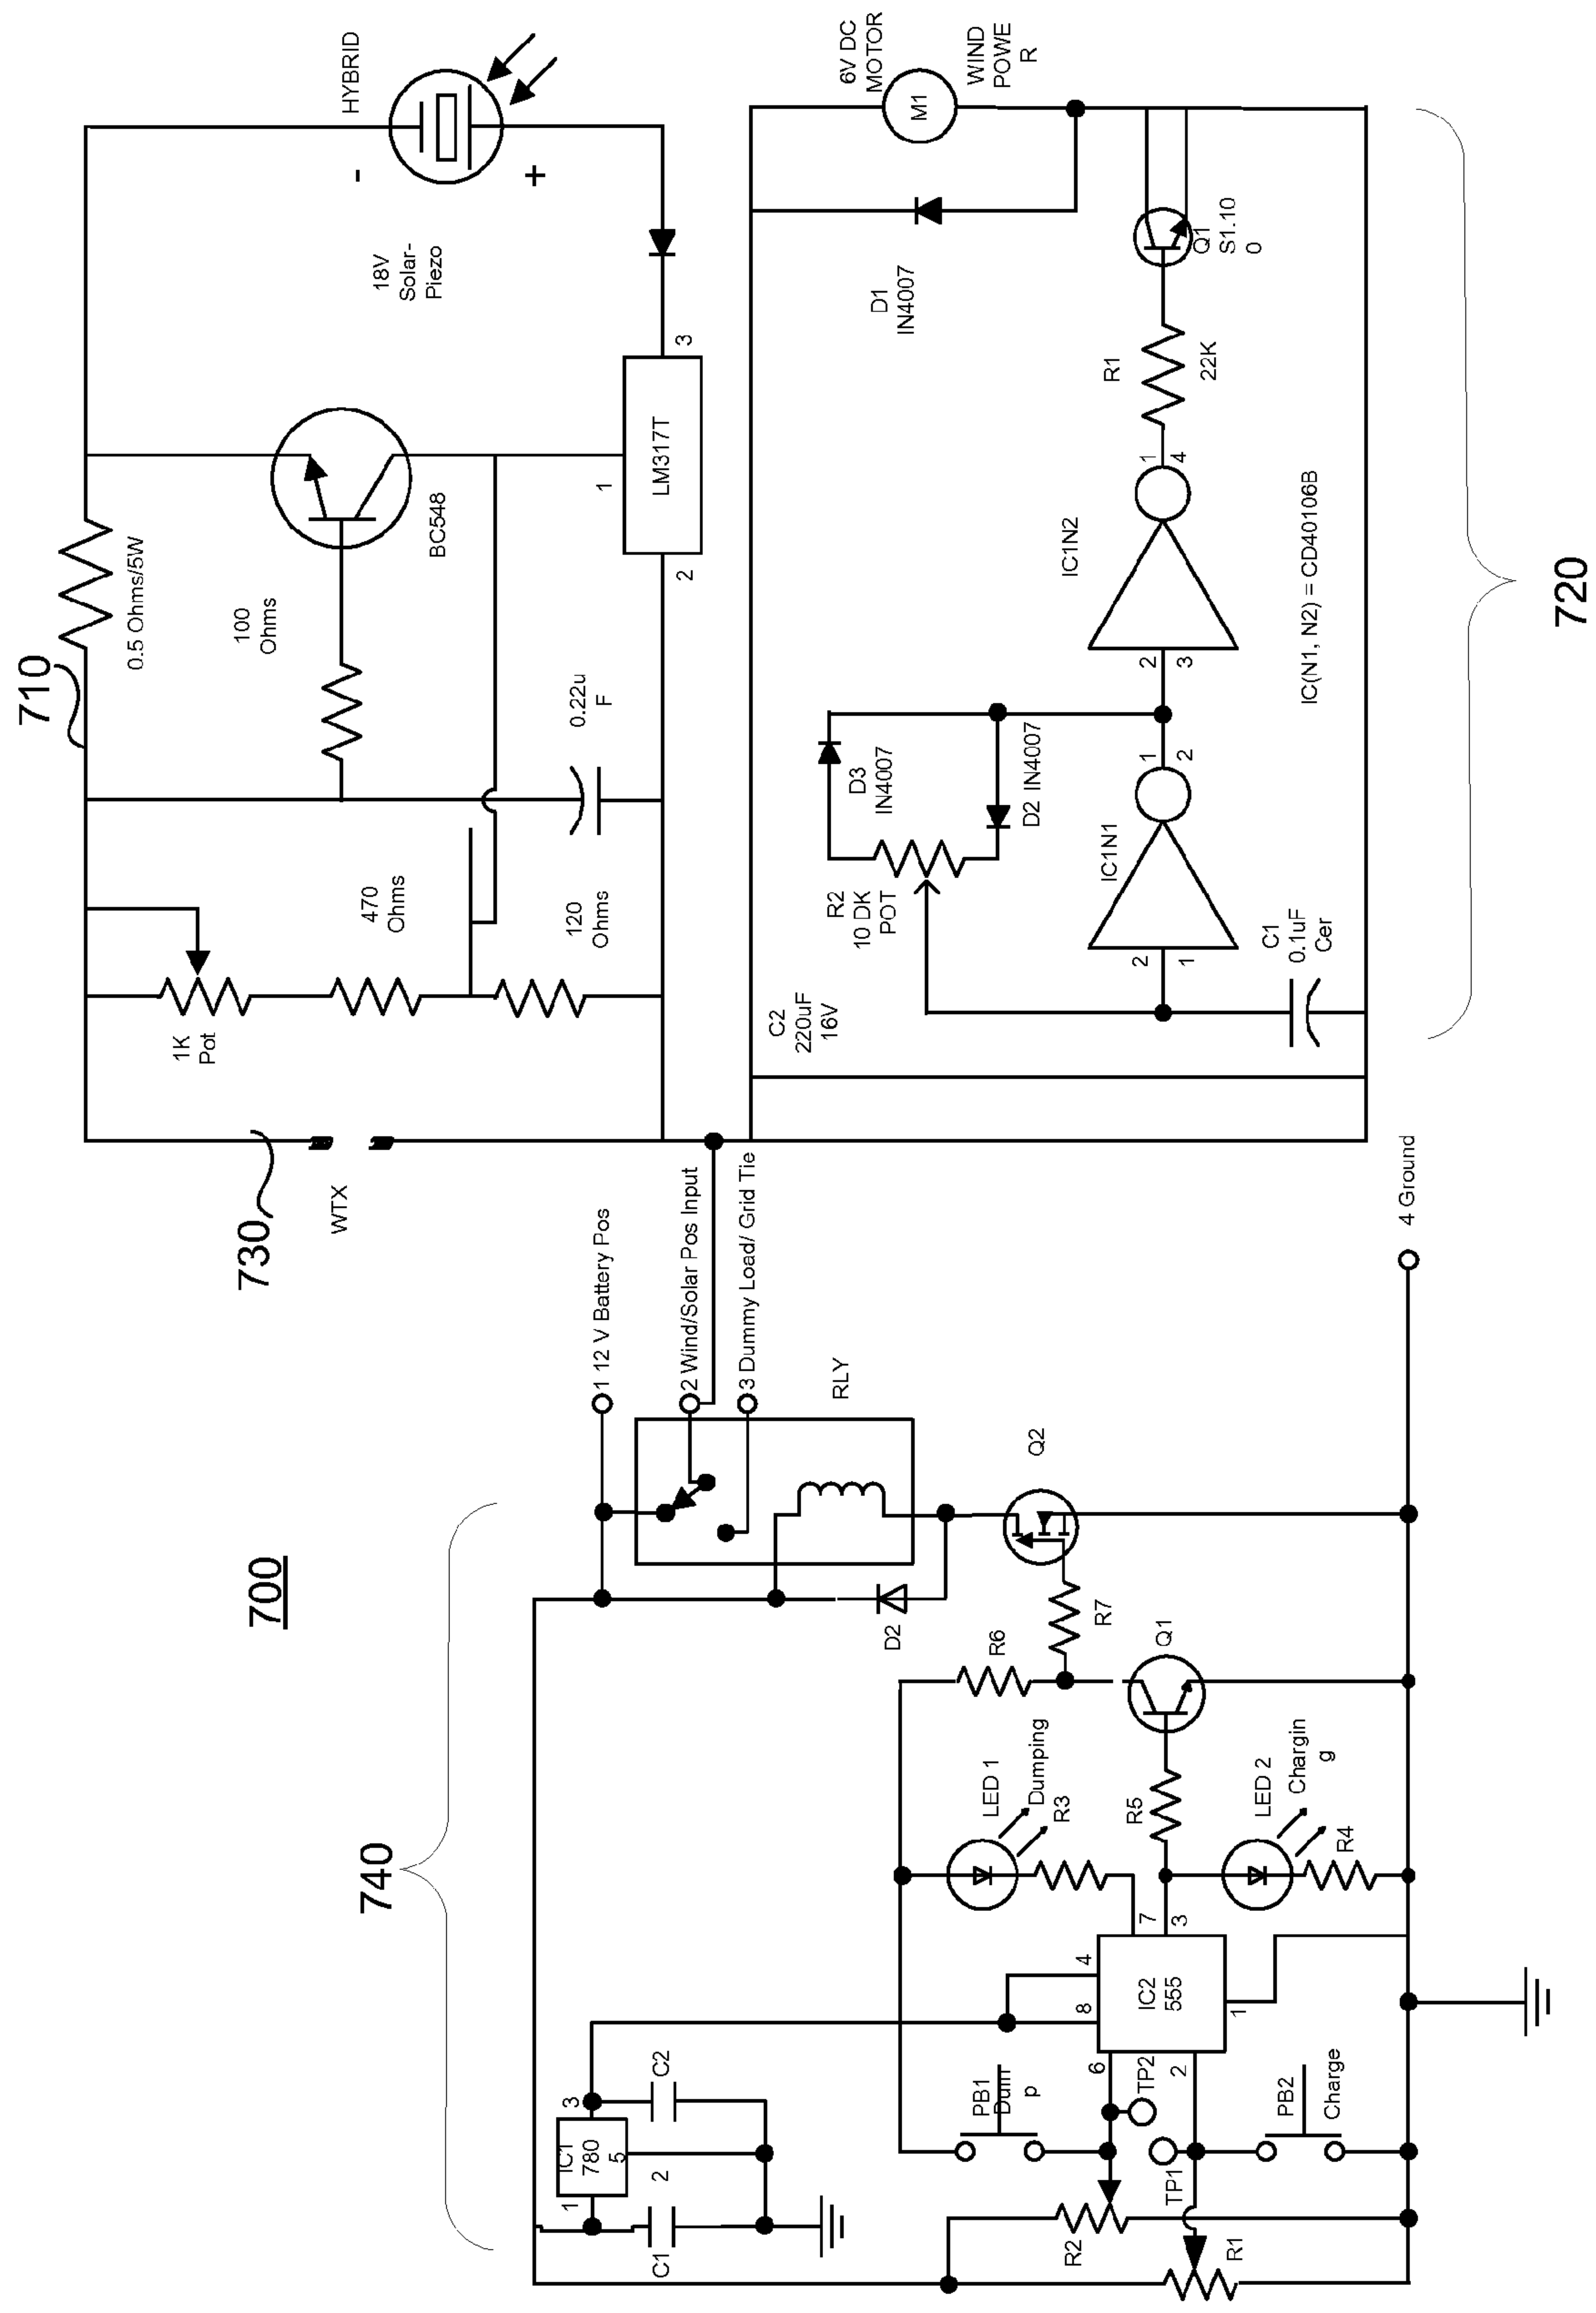 700
740
710
730
720
HYBRID
-
+
18V
Solar-
Piezo
0.5 Ohms/5W
100
Ohms
BC548
LM317T
1
2
3
0.22u
F
1K
Pot
470
Ohms
120
Ohms
WTX
6V DC
MOTOR
M1
WIND
POWE
R
D1
IN4007
Q1
S1.10
0
R1
22K
IC1N2
1
4
2
3
IC(N1, N2) = CD40106B
D3
IN4007
D2 IN4007
R2
10 DK
POT
IC1N1
1
2
2
1
C1
0.1uF
Cer
C2
220uF
16V
1 12 V Battery Pos
2 Wind/Solar Pos Input
3 Dummy Load/ Grid Tie
4 Ground
RLY
D2
Q2
R7
R6
Q1
LED 1
Dumping
R3
R5
LED 2
Chargin
g
R4
IC2
555
4
8
7
3
6
2
1
IC1
780
5
1
3
2
C1
C2
PB1
Dum
p
TP2
TP1
PB2
Charge
R2
R1